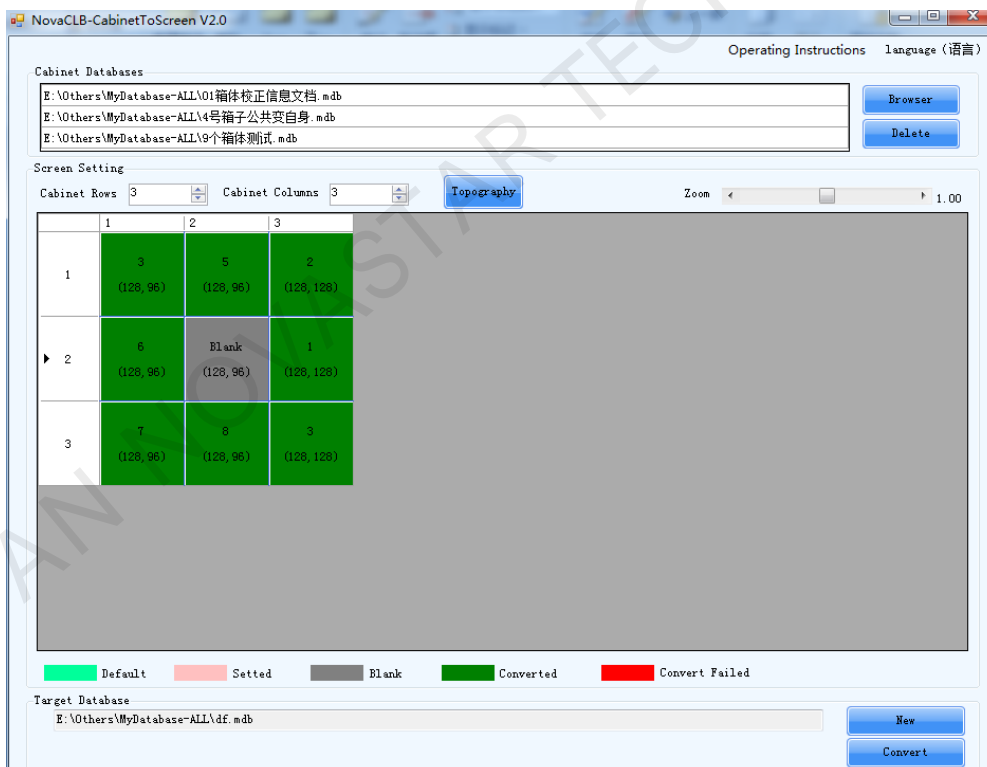 NovaCLB-CabinetToScreen V2.0
Operating Instructions language (语言)
Cabinet Databases
E:\Others\MyDatabase-ALL\01箱体校正信息文档.mdb
Browser
E:\Others\MyDatabase-ALL\4号箱子公共变自身.mdb
E:\Others\MyDatabase-ALL\9个箱体测试.mdb
Delete
Screen Setting
Cabinet Rows 3 Cabinet Columns 3 Topography Zoom 1.00
1 2 3
1
3 5 2
(128, 96) (128, 96) (128, 128)
2
6 Blank 1
(128, 96) (128, 96) (128, 128)
3
7 8 3
(128, 96) (128, 96) (128, 128)
Default Setted Blank Converted Convert Failed
Target Database
E:\Others\MyDatabase-ALL\df.mdb
New
Convert
AN NOVASTAR TECH